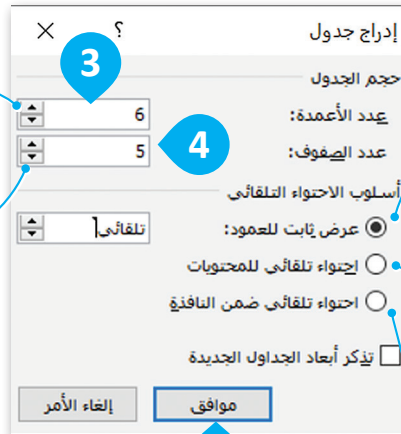 إدراج جدول ؟ ×
3
حجم الجدول
عدد الأعمدة: 6
عدد الصفوف: 5
4
أسلوب الاحتواء التلقائي
عرض ثابت للعمود: تلقائي
احتواء تلقائي للمحتويات
احتواء تلقائي ضمن النافذة
تذكر أبعاد الجداول الجديدة
موافق إلغاء الأمر